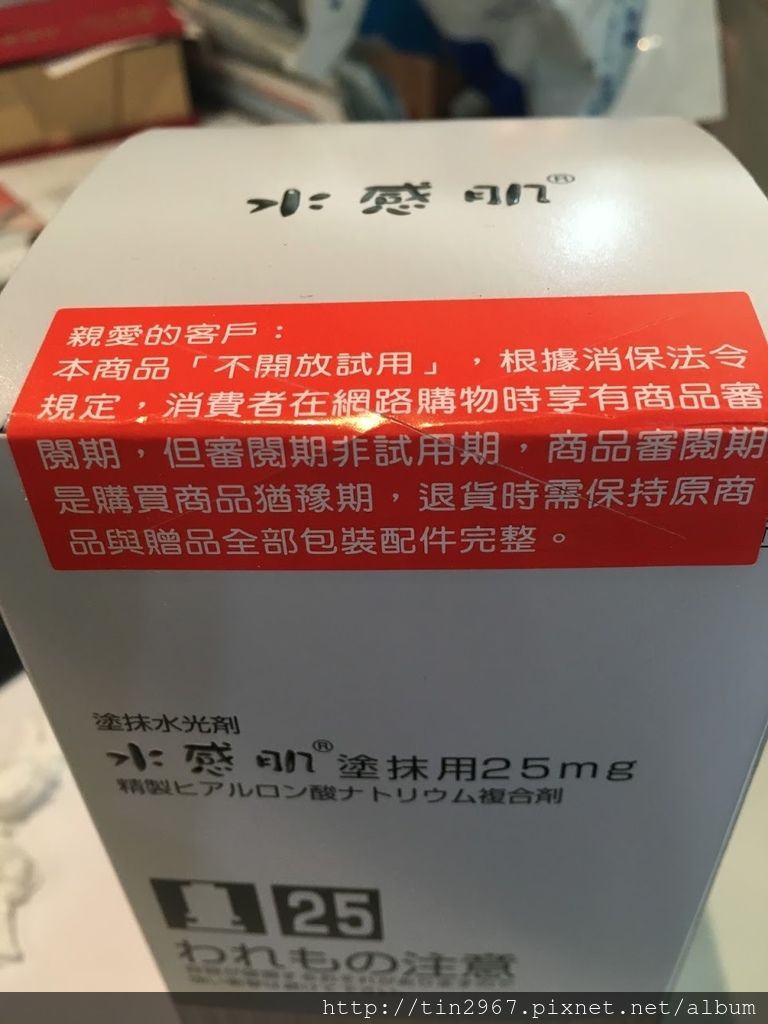 水感肌®
親愛的客戶：
本商品「不開放試用」，根據消保法令
規定，消費者在網路購物時享有商品審
閱期，但審閱期非試用期，商品審閱期
是購買商品猶豫期，退貨時需保持原商
品與贈品全部包裝配件完整。
塗抹水光劑
水感肌®塗抹用25mg
精製ヒアルロン酸ナトリウム複合剤
25
われもの注意
http://tin2967.pixnet.net/album